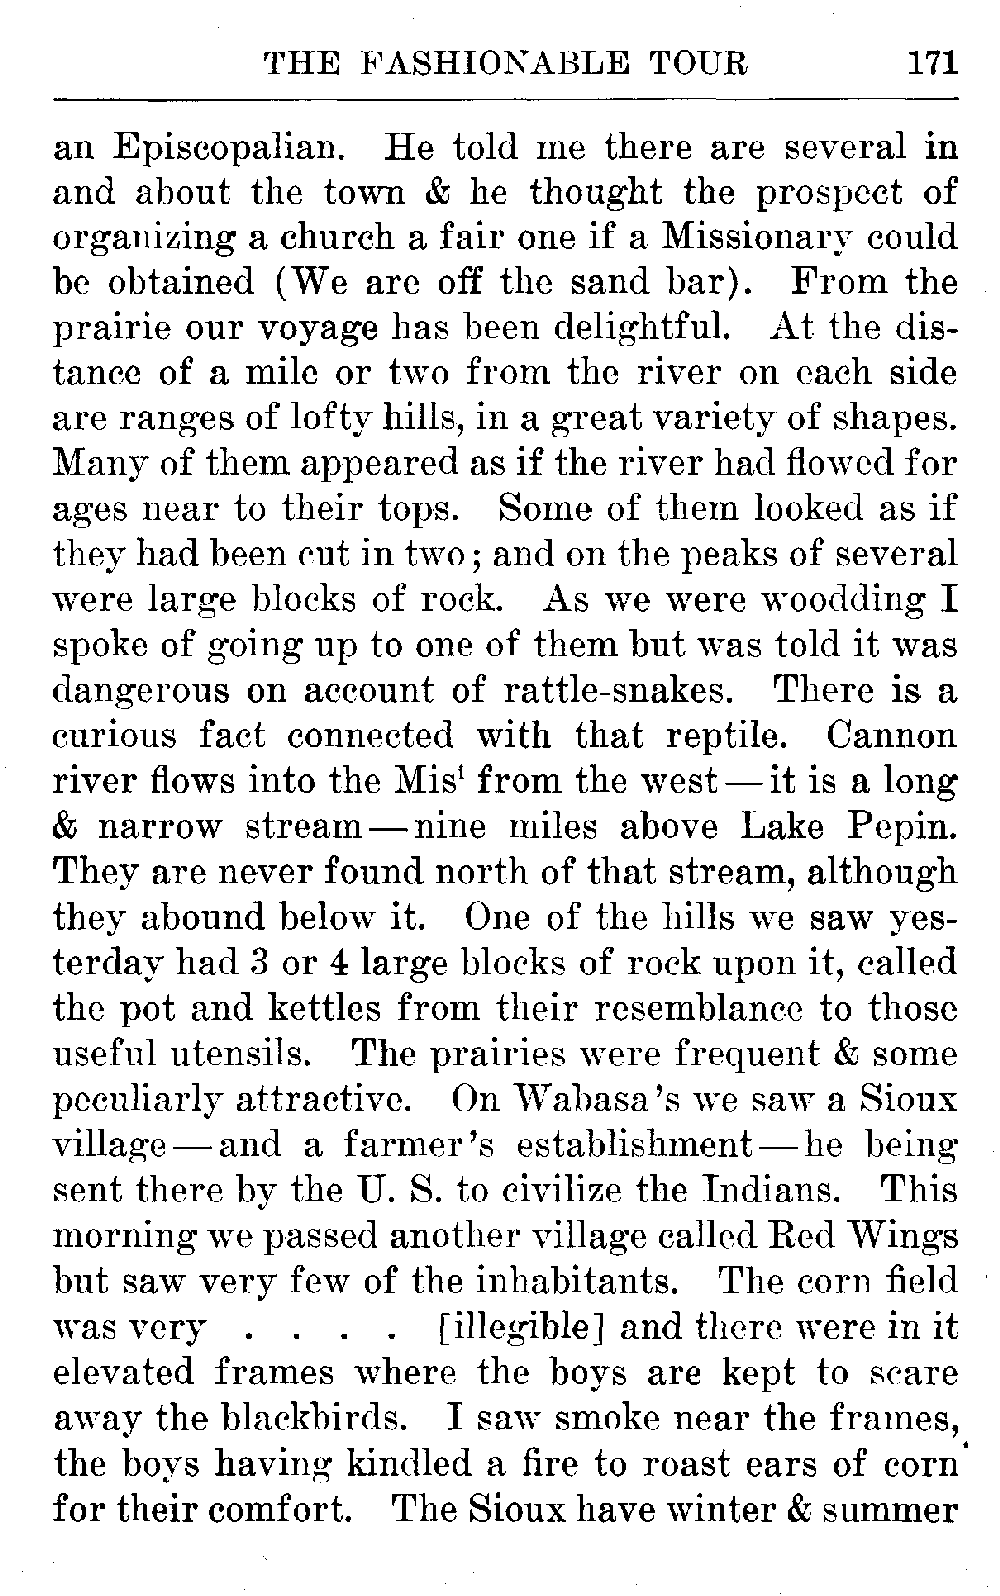 THE FASHIONABLE TOUR 171
an Episcopalian. He told me there are several in
and about the town & he thought the prospect of
organizing a church a fair one if a Missionary could
be obtained (We are off the sand bar). From the
prairie our voyage has been delightful. At the dis-
tance of a mile or two from the river on each side
are ranges of lofty hills, in a great variety of shapes.
Many of them appeared as if the river had flowed for
ages near to their tops. Some of them looked as if
they had been cut in two; and on the peaks of several
were large blocks of rock. As we were woodding I
spoke of going up to one of them but was told it was
dangerous on account of rattle-snakes. There is a
curious fact connected with that reptile. Cannon
river flows into the Misᵗ from the west—it is a long
& narrow stream—nine miles above Lake Pepin.
They are never found north of that stream, although
they abound below it. One of the hills we saw yes-
terday had 3 or 4 large blocks of rock upon it, called
the pot and kettles from their resemblance to those
useful utensils. The prairies were frequent & some
peculiarly attractive. On Wabasa's we saw a Sioux
village—and a farmer's establishment—he being
sent there by the U. S. to civilize the Indians. This
morning we passed another village called Red Wings
but saw very few of the inhabitants. The corn field
was very . . . . [illegible] and there were in it
elevated frames where the boys are kept to scare
away the blackbirds. I saw smoke near the frames,
the boys having kindled a fire to roast ears of corn
for their comfort. The Sioux have winter & summer